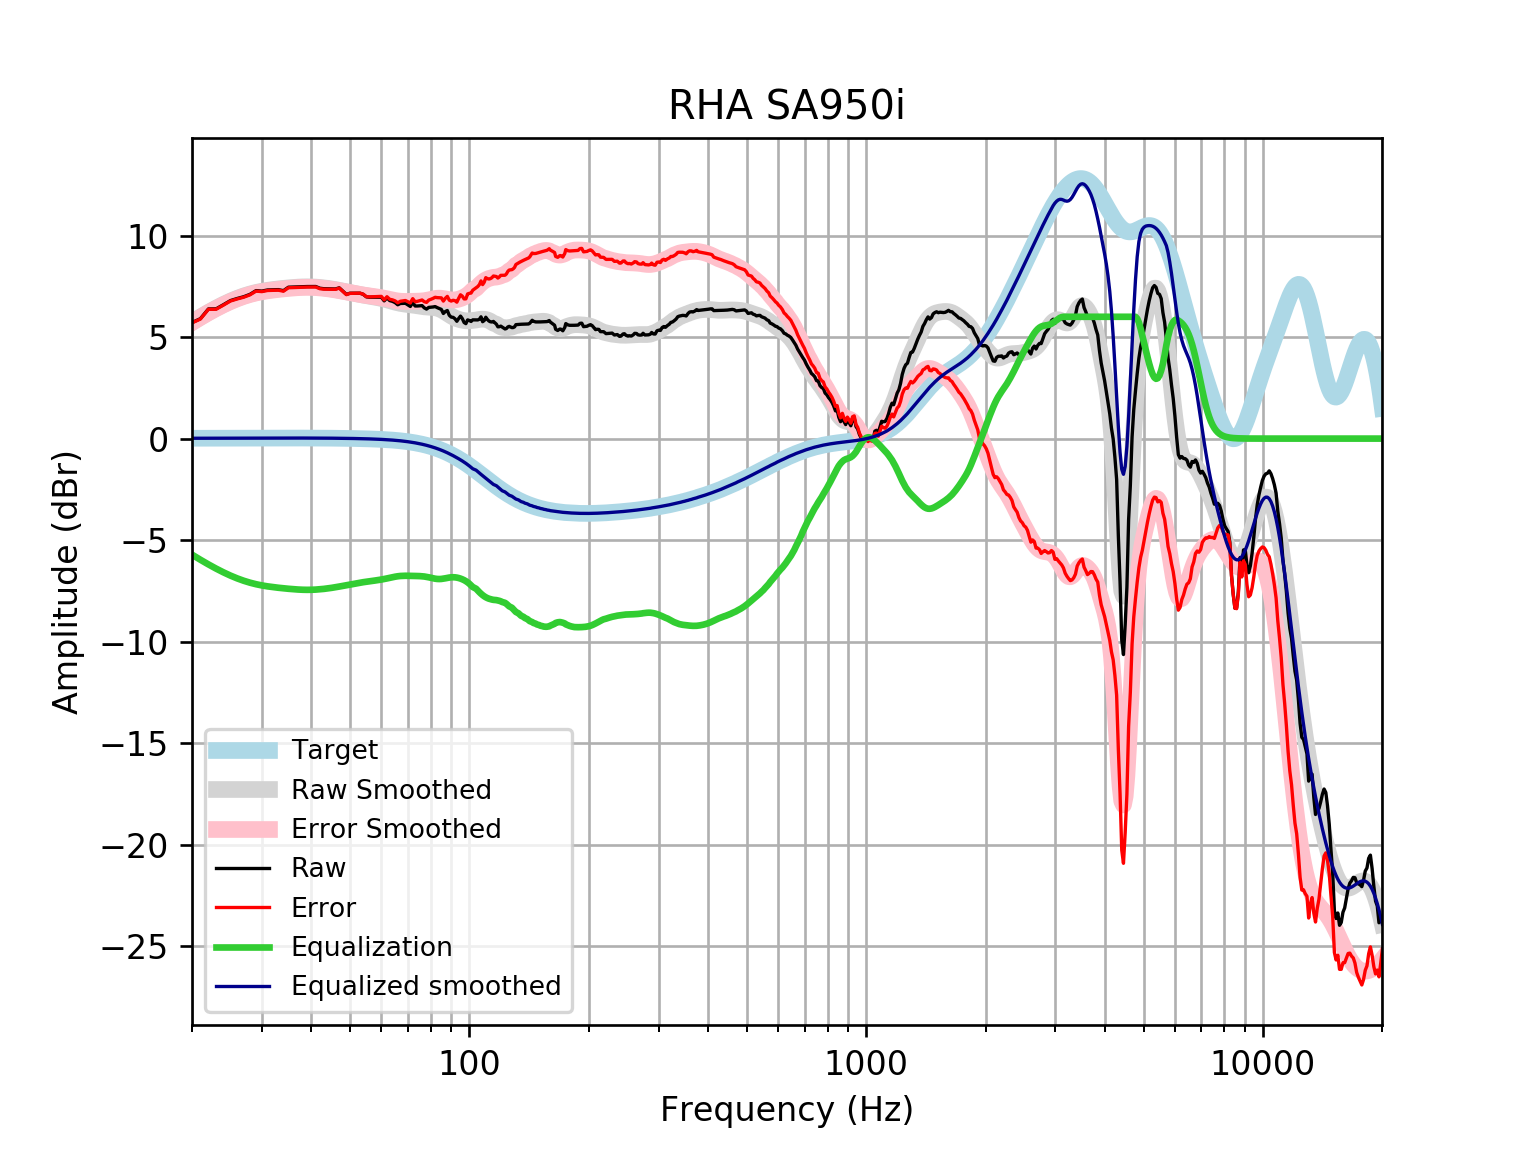 RHA SA950i
10
5
0
−5
−10
−15
−20
−25
Amplitude (dBr)
Target
Raw Smoothed
Error Smoothed
Raw
Error
Equalization
Equalized smoothed
100
1000
10000
Frequency (Hz)